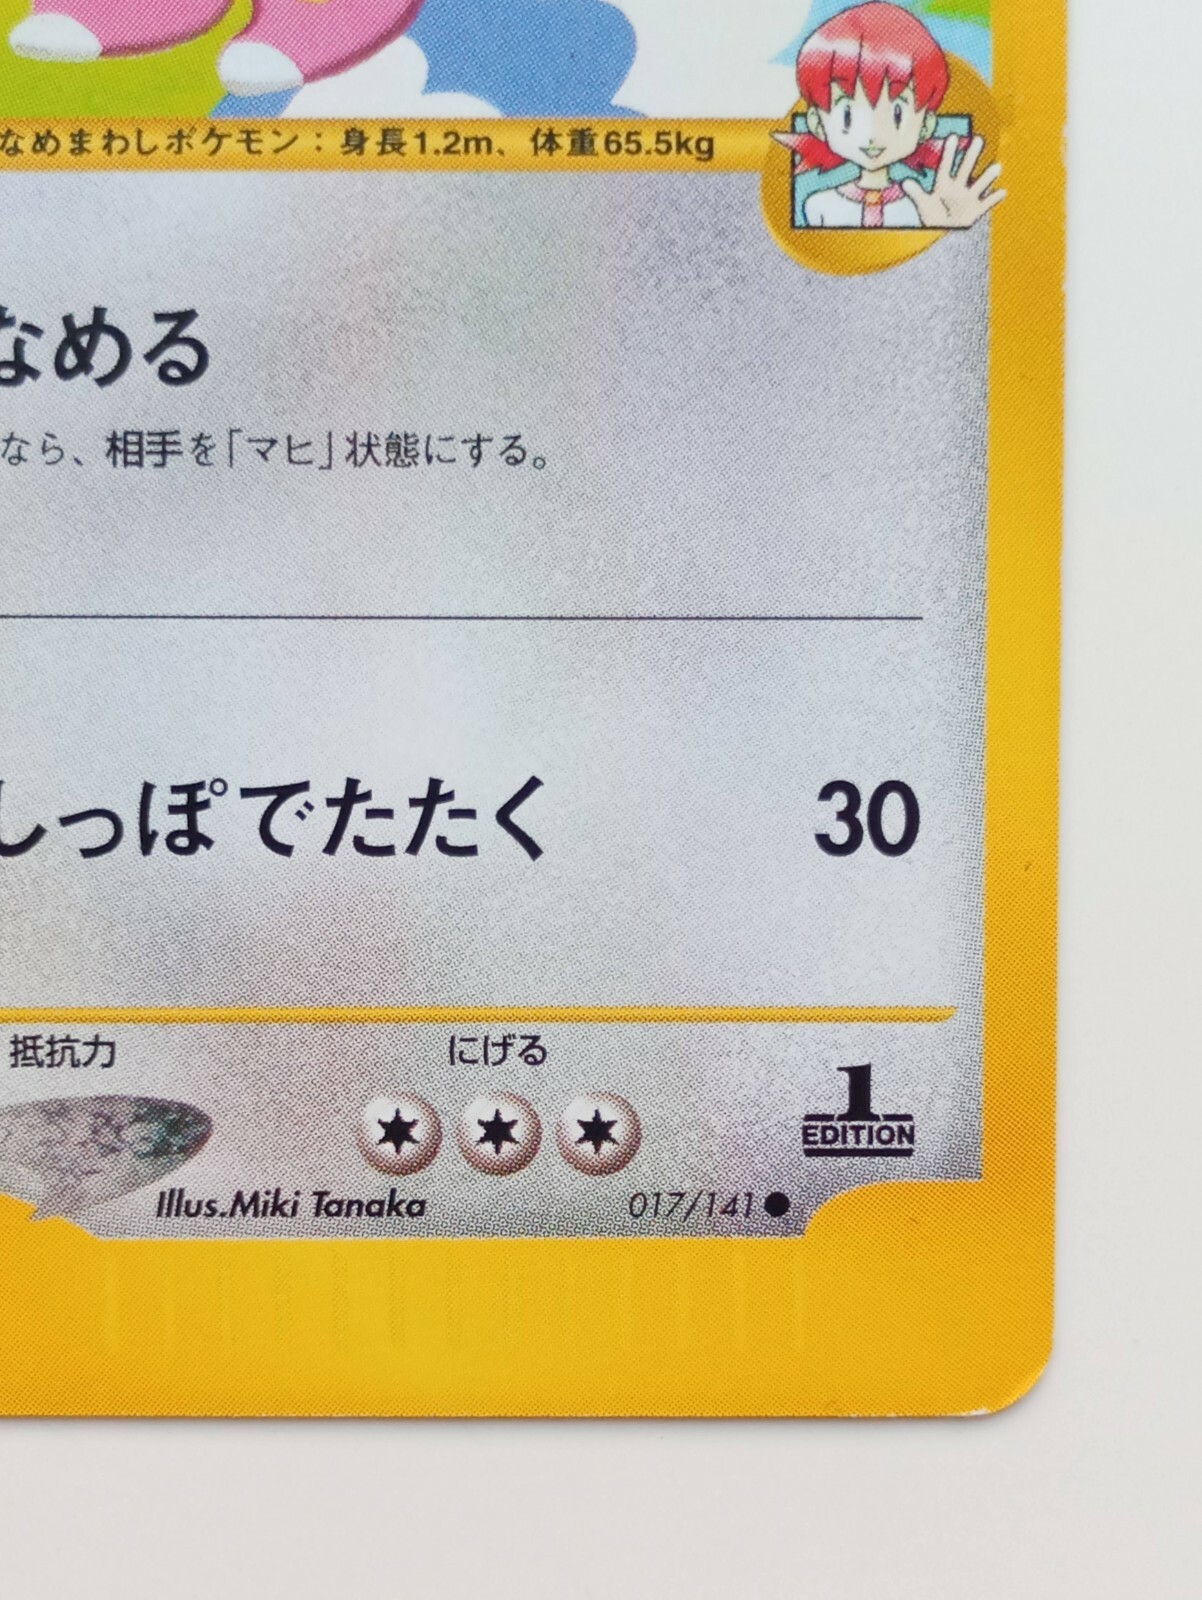 なめまわしポケモン：身長1.2m、体重65.5kg
なめる
なら、相手を「マヒ」状態にする。
しっぽでたたく 30
抵抗力 にげる
1
EDITION
Illus.Miki Tanaka 017/141●